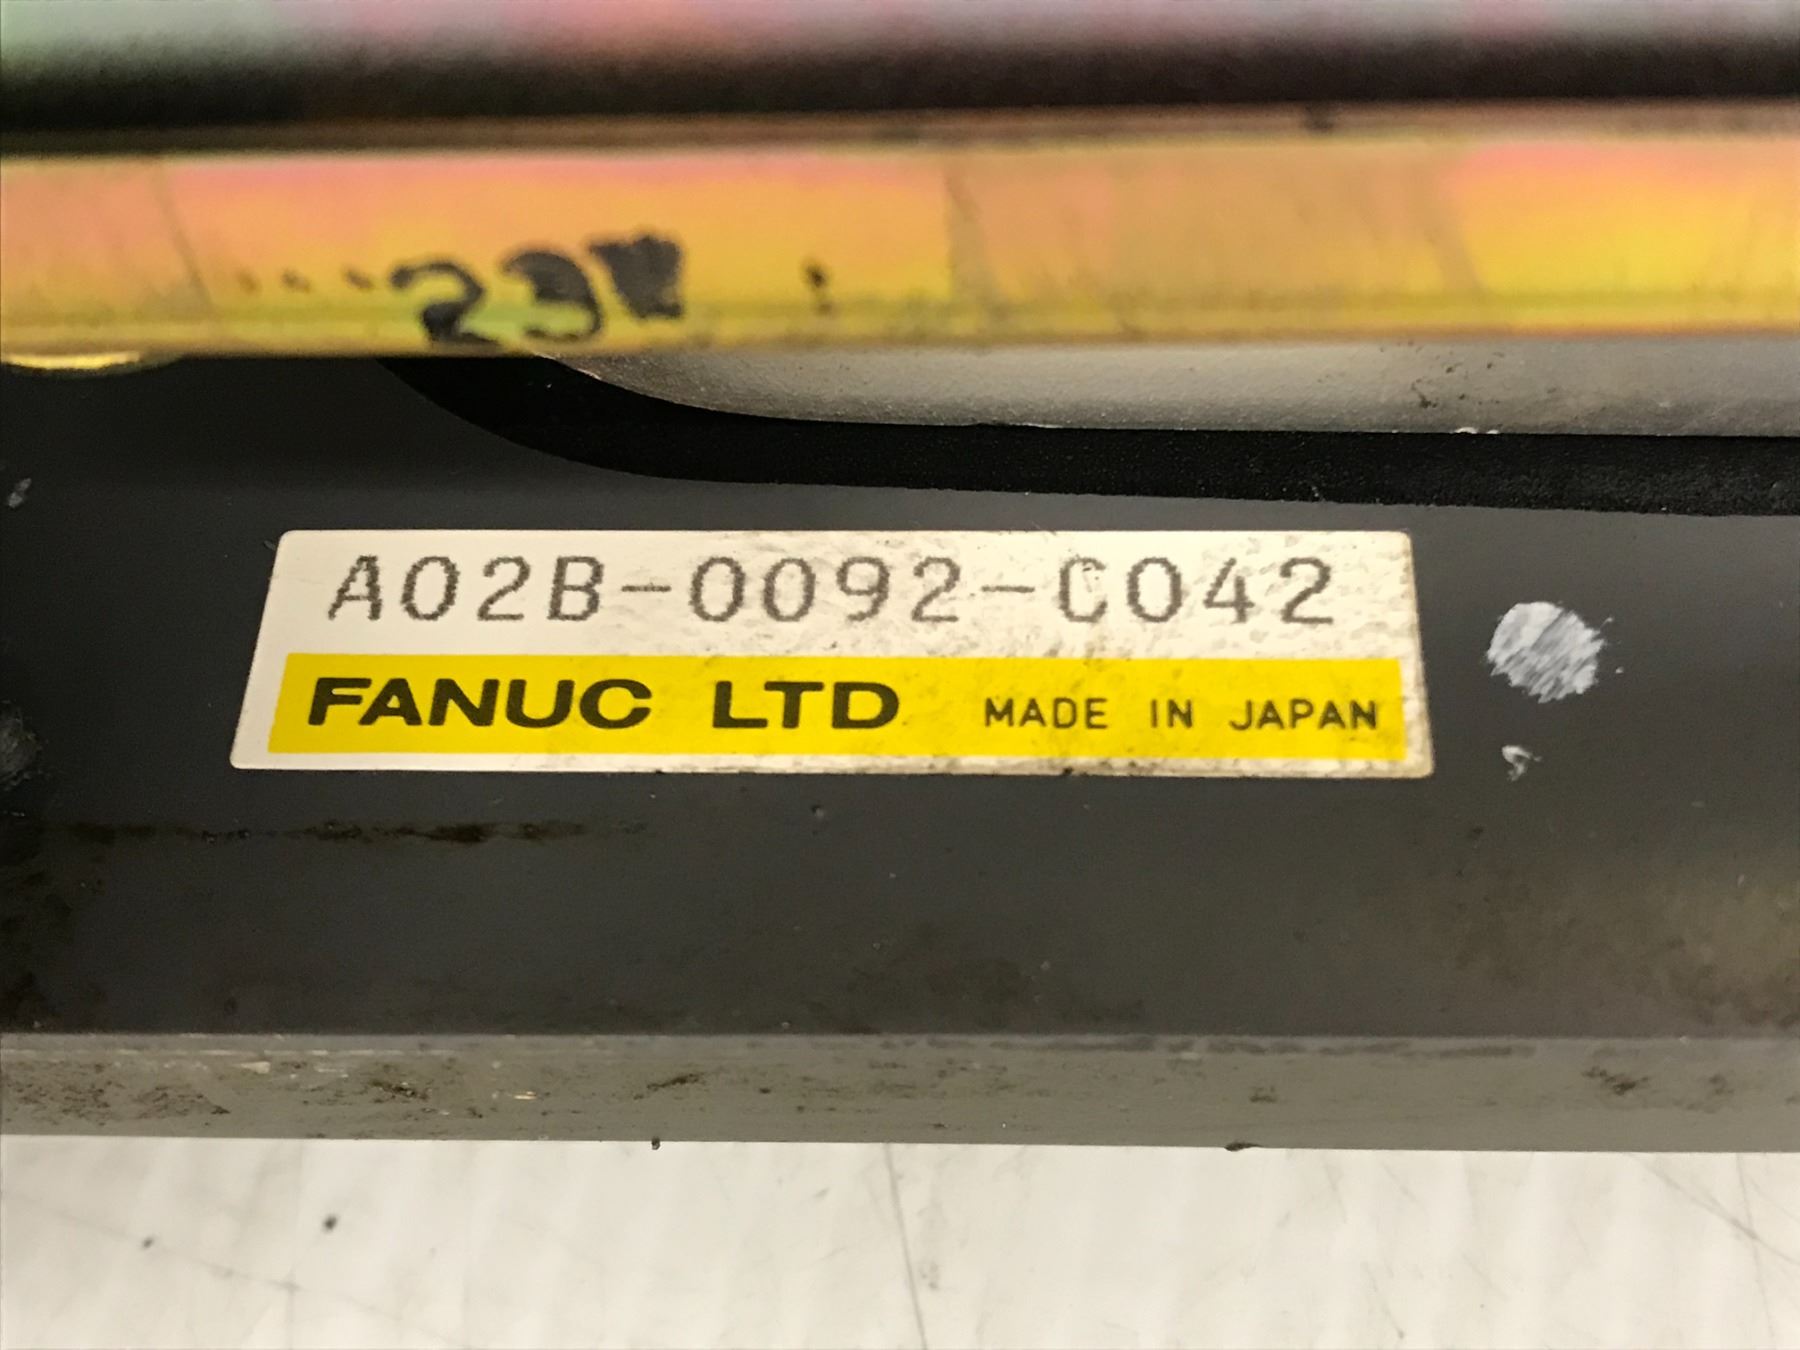 A02B-0092-C042
FANUC LTD MADE IN JAPAN